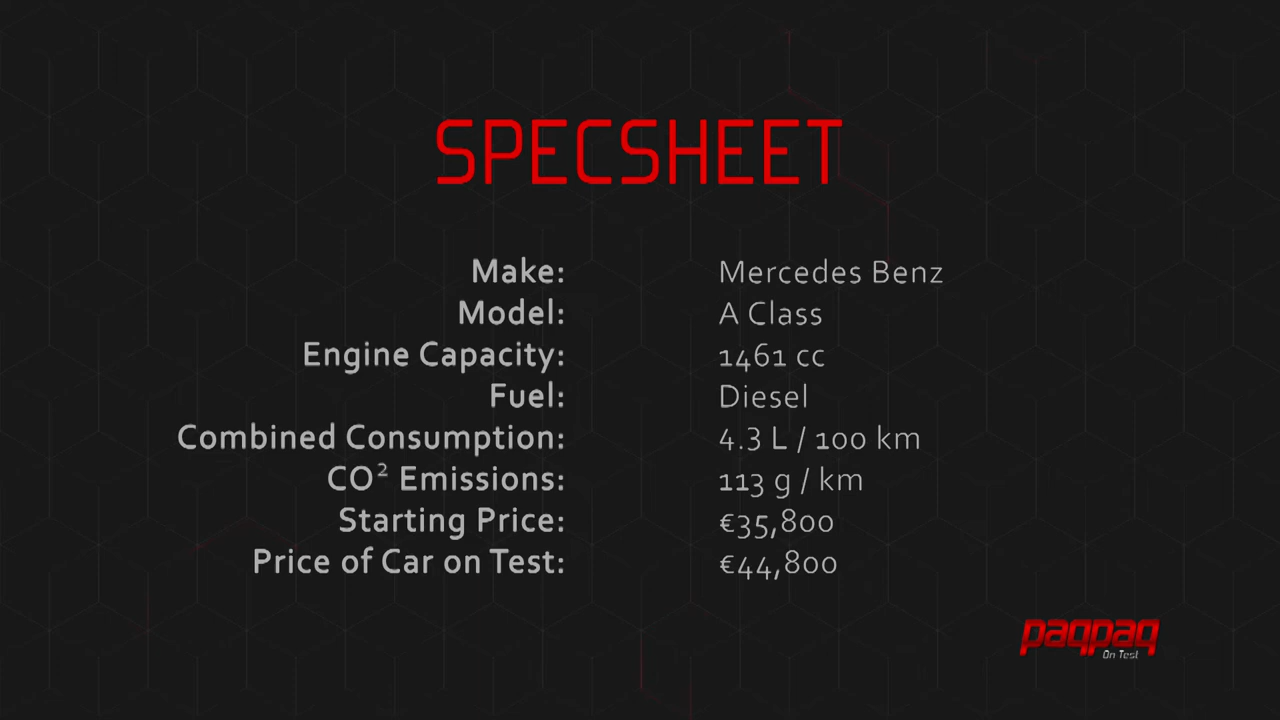 SPECSHEET
Make: Mercedes Benz
Model: A Class
Engine Capacity: 1461 cc
Fuel: Diesel
Combined Consumption: 4.3 L / 100 km
CO² Emissions: 113 g / km
Starting Price: €35,800
Price of Car on Test: €44,800
paqpaq
On Test